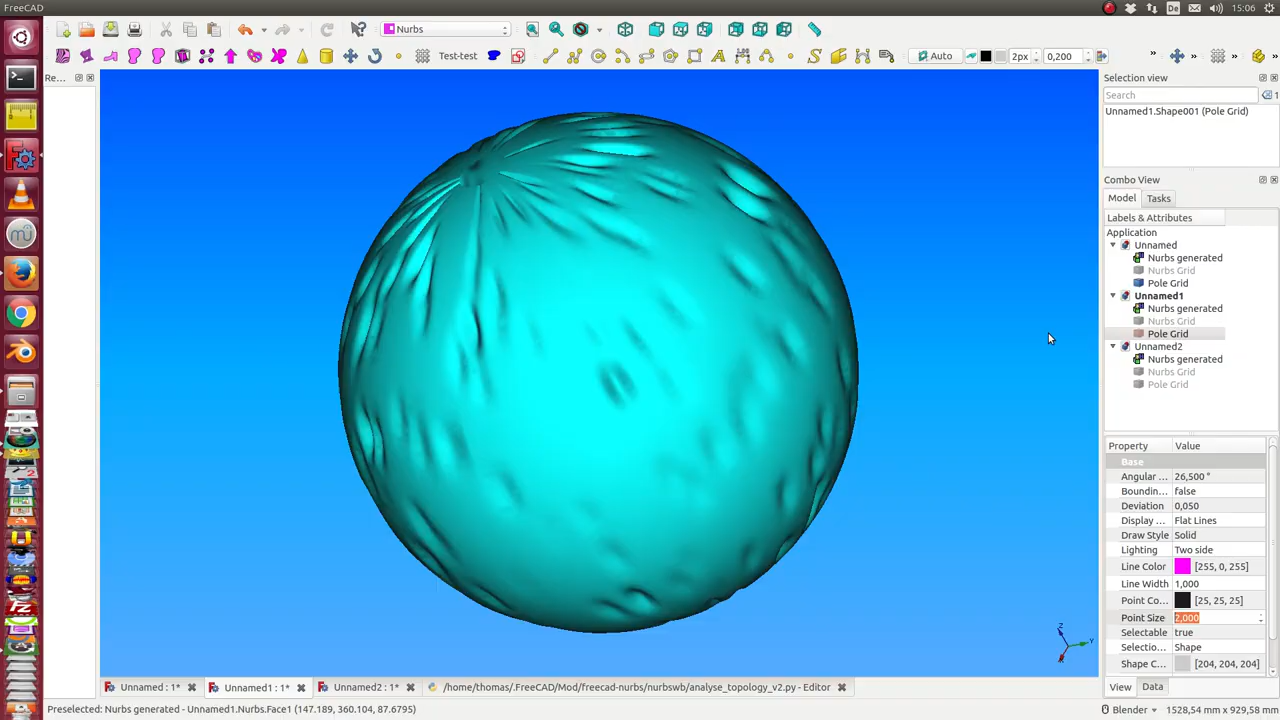 FreeCAD
De
15:06
Nurbs
Test-test
Auto
2px
0,200
»
»
»
»
Re...
Selection view
Search
1
Unnamed1.Shape001 (Pole Grid)
Combo View
Model
Tasks
Labels & Attributes
Application
Unnamed
Nurbs generated
Nurbs Grid
Pole Grid
Unnamed1
Nurbs generated
Nurbs Grid
Pole Grid
Unnamed2
Nurbs generated
Nurbs Grid
Pole Grid
Property Value
Base
Angular ... 26,500 °
Boundin... false
Deviation 0,050
Display ... Flat Lines
Draw Style Solid
Lighting Two side
Line Color [255, 0, 255]
Line Width 1,000
Point Co... [25, 25, 25]
Point Size 2,000
Selectable true
Selectio... Shape
Shape C... [204, 204, 204]
View Data
Z
Y
Unnamed : 1*
Unnamed1 : 1*
Unnamed2 : 1*
/home/thomas/.FreeCAD/Mod/freecad-nurbs/nurbswb/analyse_topology_v2.py - Editor
Preselected: Nurbs generated - Unnamed1.Nurbs.Face1 (147.189, 360.104, 87.6795)
Blender
1528,54 mm x 929,58 mm